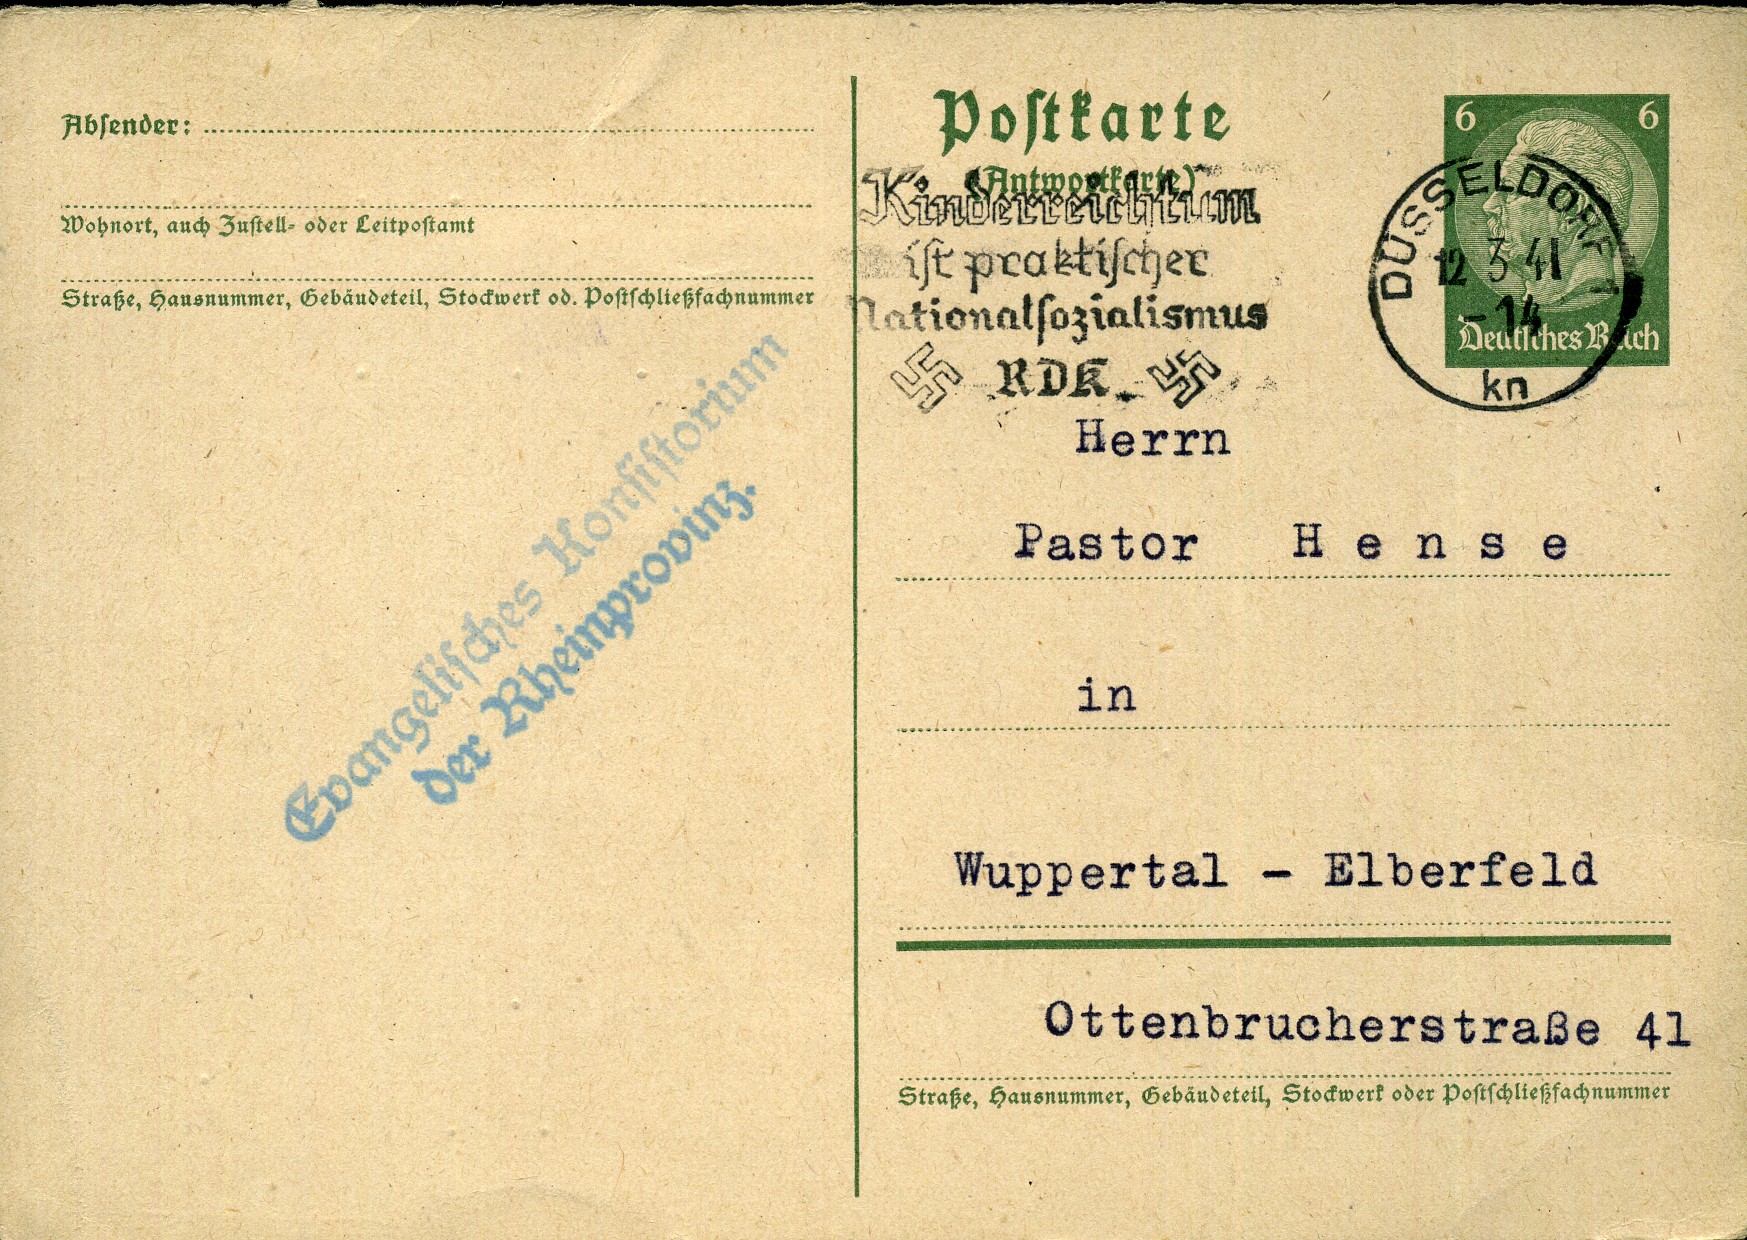 Absender:
Wohnort, auch Zustell- oder Leitpostamt
Straße, Hausnummer, Gebäudeteil, Stockwerk od. Postschließfachnummer
Evangelisches Konsistorium
der Rheinprovinz.
Postkarte
(Antwortkarte)
Kinderreichtum
ist praktischer
Nationalsozialismus
RDK
6 6
Deutsches Reich
DÜSSELDORF 1
12 3 41
- 14
kn
Herrn
Pastor H e n s e
in
Wuppertal - Elberfeld
Ottenbrucherstraße 41
Straße, Hausnummer, Gebäudeteil, Stockwerk oder Postschließfachnummer